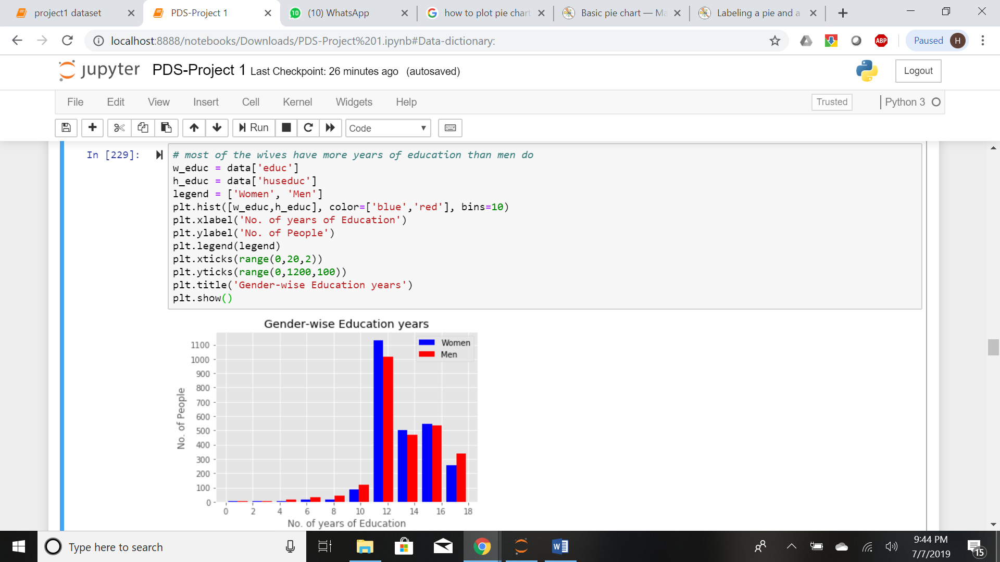 project1 dataset
PDS-Project 1
10 (10) WhatsApp
how to plot pie chart
Basic pie chart — Ma
Labeling a pie and a
localhost:8888/notebooks/Downloads/PDS-Project%201.ipynb#Data-dictionary:
ABP
Paused H
jupyter PDS-Project 1 Last Checkpoint: 26 minutes ago (autosaved)
Logout
File Edit View Insert Cell Kernel Widgets Help
Trusted
Python 3
Run
Code
In [229]:
# most of the wives have more years of education than men do
w_educ = data['educ']
h_educ = data['huseduc']
legend = ['Women', 'Men']
plt.hist([w_educ,h_educ], color=['blue','red'], bins=10)
plt.xlabel('No. of years of Education')
plt.ylabel('No. of People')
plt.legend(legend)
plt.xticks(range(0,20,2))
plt.yticks(range(0,1200,100))
plt.title('Gender-wise Education years')
plt.show()
Gender-wise Education years
Women
Men
1100
1000
900
800
700
600
500
400
300
200
100
0
No. of People
0 2 4 6 8 10 12 14 16 18
No. of years of Education
Type here to search
W
9:44 PM
7/7/2019
15